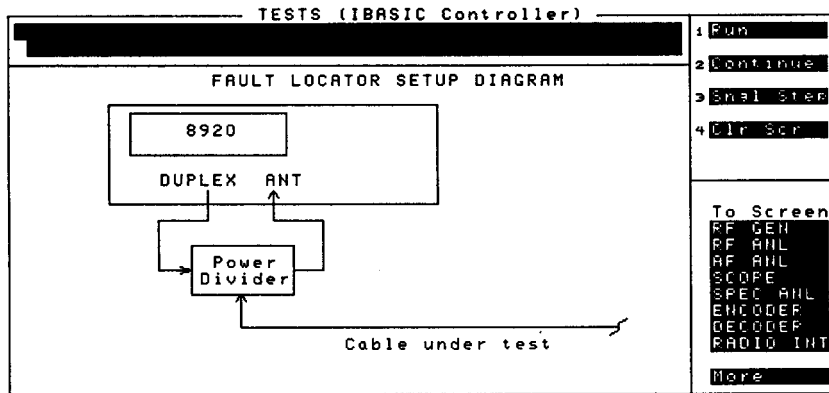 TESTS (IBASIC Controller)
1 Run
2 Continue
3 Sngl Step
4 Clr Scr
FAULT LOCATOR SETUP DIAGRAM
8920
DUPLEX ANT
Power
Divider
Cable under test
To Screen
RF GEN
RF ANL
AF ANL
SCOPE
SPEC ANL
ENCODER
DECODER
RADIO INT
More